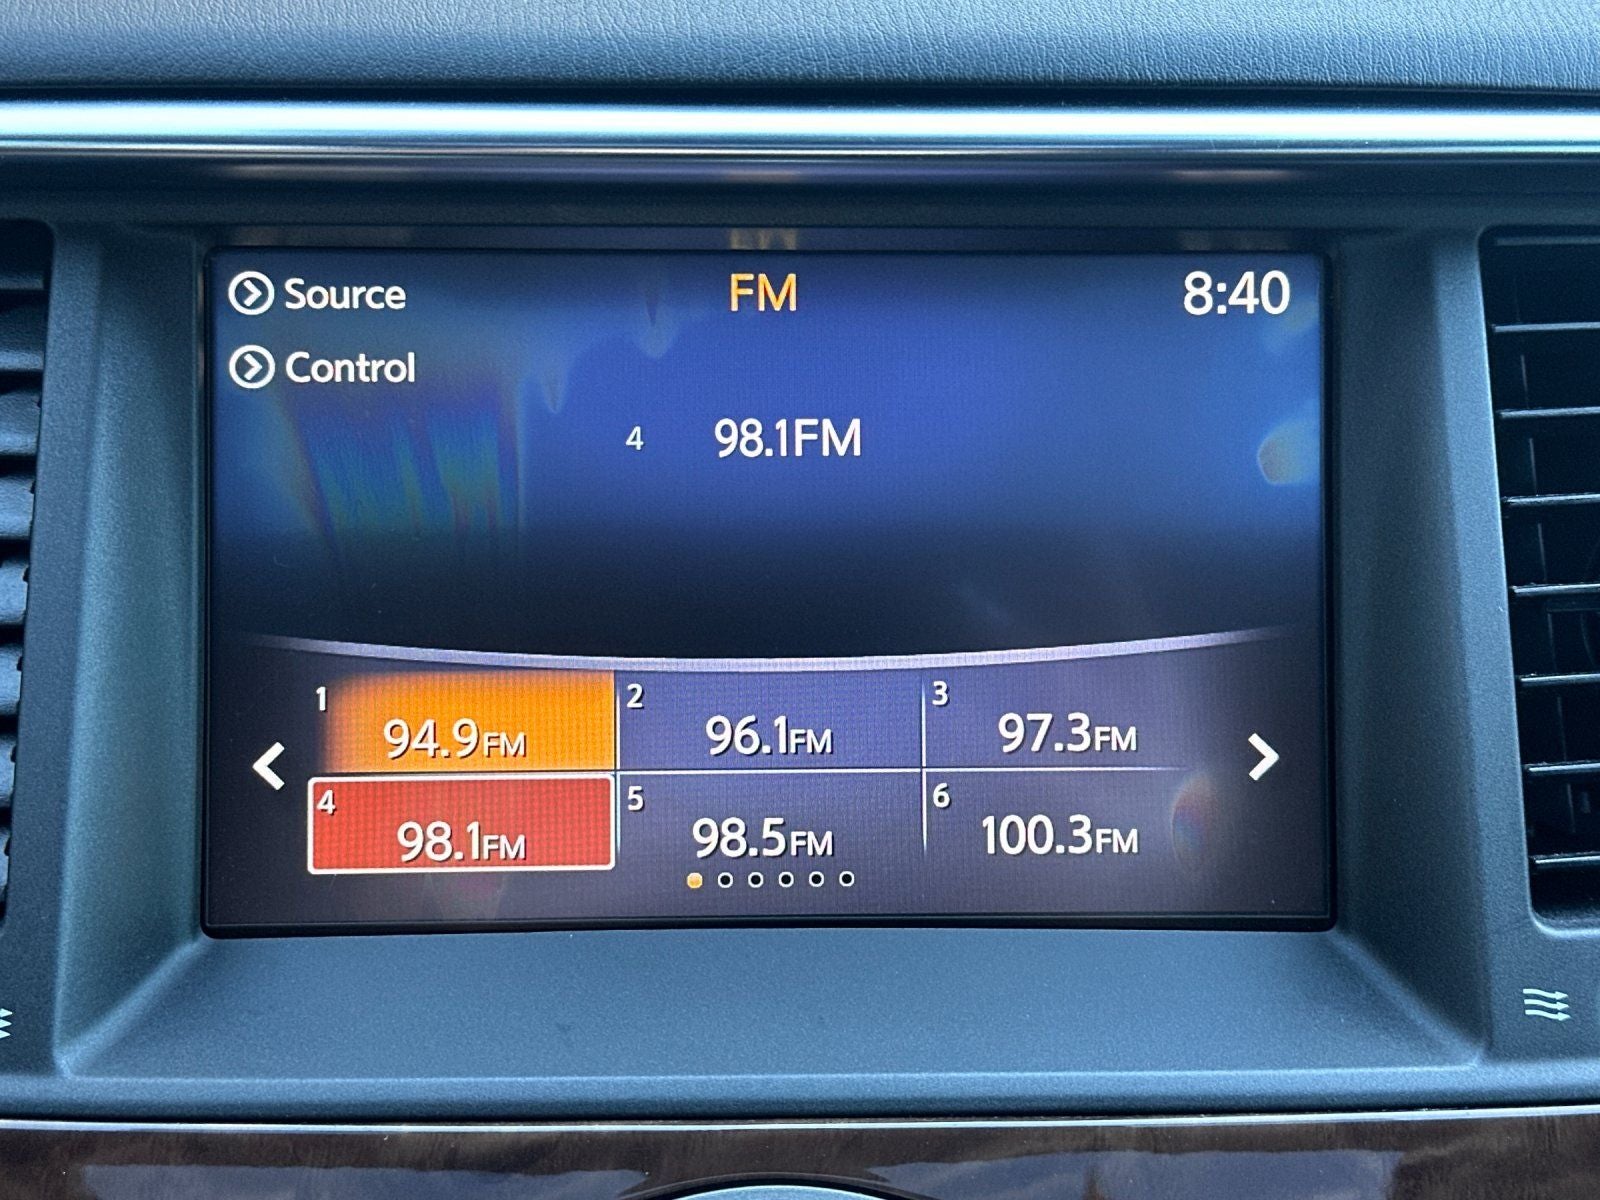 Source
FM
8:40
Control
4 98.1FM
1 94.9FM
2 96.1FM
3 97.3FM
4 98.1FM
5 98.5FM
6 100.3FM